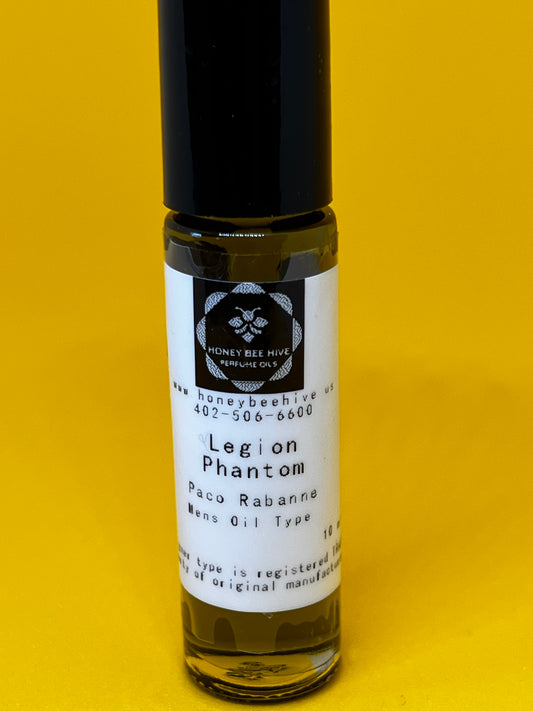 HONEY BEE HIVE
PERFUME OILS
www honeybeehive us
402-506-6600
Legion
Phantom
Paco Rabanne
Mens Oil Type
10
type is registered
of original